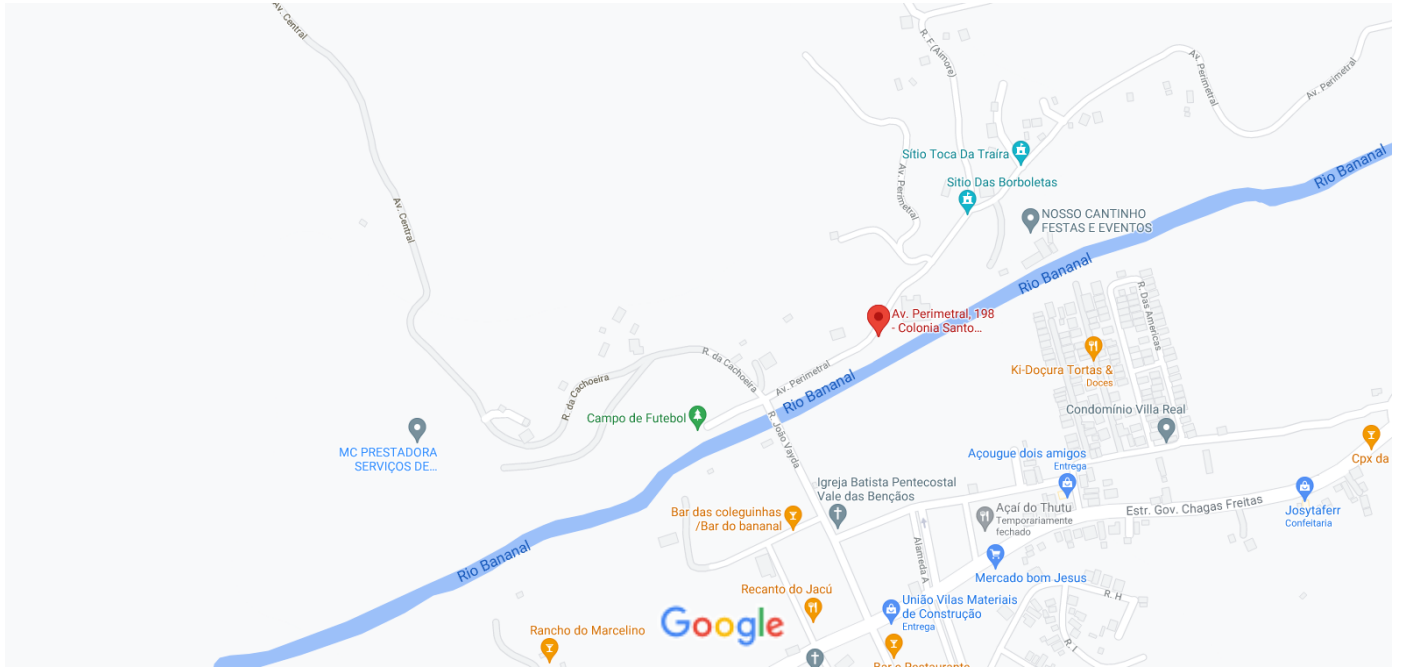 Av. Central
R. F (Aimore)
Av. Perimetral
Av. Perimetral
Sítio Toca Da Traíra
Av. Perimetral
Sitio Das Borboletas
Rio Bananal
Av. Central
NOSSO CANTINHO
FESTAS E EVENTOS
Rio Bananal
R. Das Americas
Av. Perimetral, 198
- Colonia Santo...
R. da Cachoeira
Av. Perimetral
Ki-Doçura Tortas &
Doces
R. da Cachoeira
Rio Bananal
Campo de Futebol
Condomínio Villa Real
R. João Vayda
MC PRESTADORA
SERVIÇOS DE...
Açougue dois amigos
Entrega
Cpx da
Igreja Batista Pentecostal
Vale das Bençãos
Bar das coleguinhas
/Bar do bananal
Açaí do Thutu
Temporariamente
fechado
Estr. Gov. Chagas Freitas
Josytaferr
Confeitaria
Rio Bananal
Alameda A
Mercado bom Jesus
Recanto do Jacú
R. H
União Vilas Materiais
de Construção
Entrega
Google
Rancho do Marcelino
R. I
Bar e Restaurante